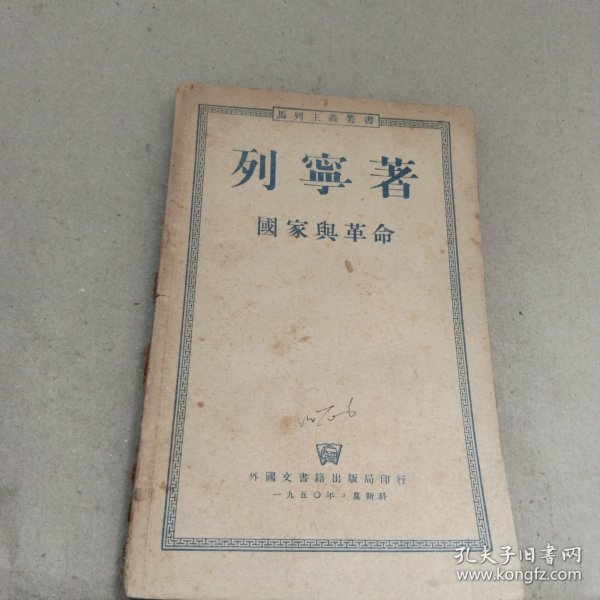 馬列主義叢書
列寧著
國家與革命
外國文書籍出版局印行
一九五〇年。莫斯科
孔夫子旧书网
www.kongfz.com